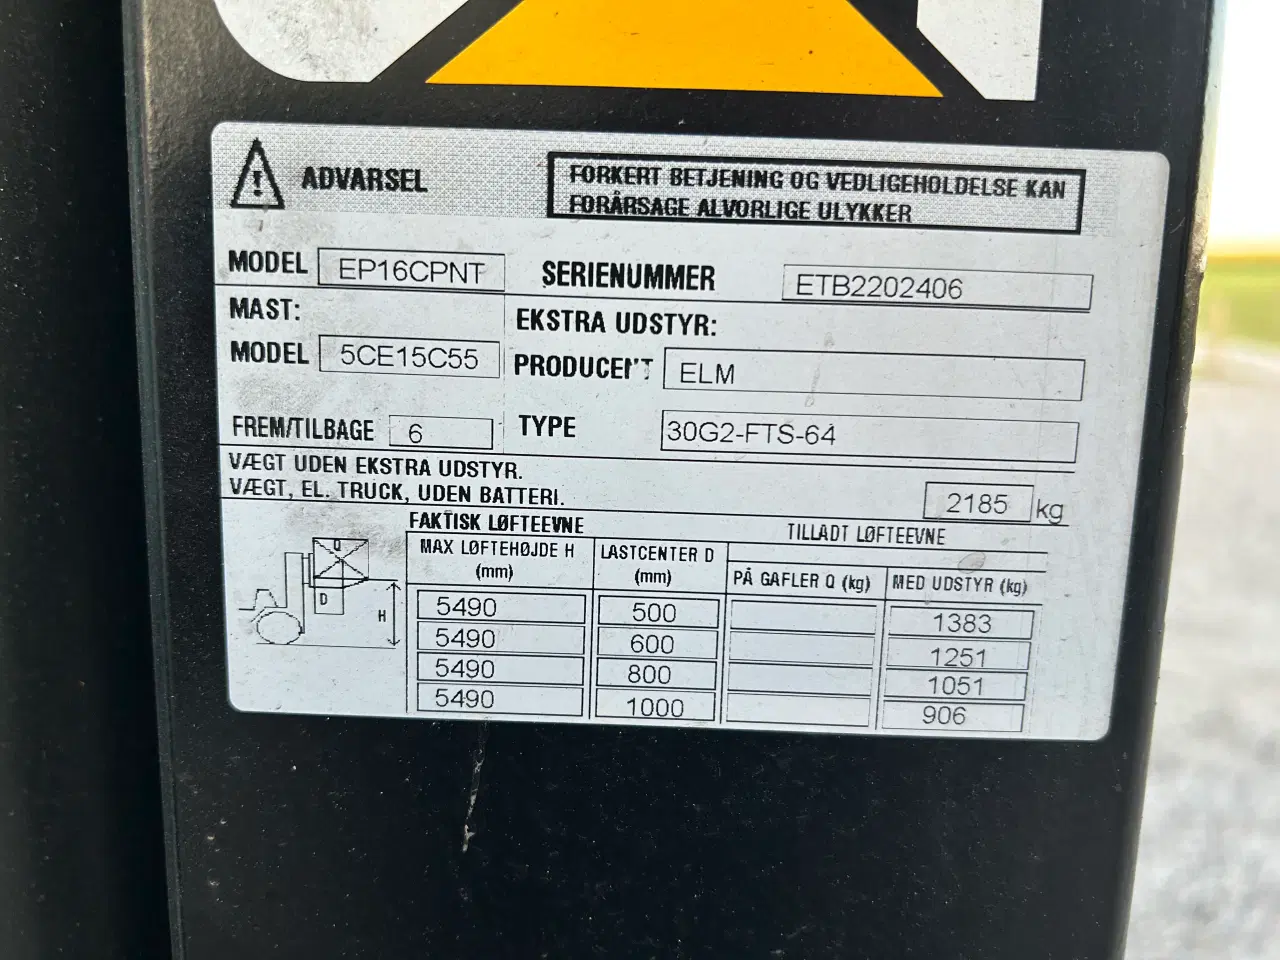 ADVARSEL
FORKERT BETJENING OG VEDLIGEHOLDELSE KAN
FORÅRSAGE ALVORLIGE ULYKKER
MODEL EP16CPNT SERIENUMMER ETB2202406
MAST: EKSTRA UDSTYR:
MODEL 5CE15C55 PRODUCENT ELM
FREM/TILBAGE 6 TYPE 30G2-FTS-64
VÆGT UDEN EKSTRA UDSTYR.
VÆGT, EL. TRUCK, UDEN BATTERI. 2185 kg
FAKTISK LØFTEEVNE TILLADT LØFTEEVNE
MAX LØFTEHØJDE H (mm) LASTCENTER D (mm) PÅ GAFLER Q (kg) MED UDSTYR (kg)
Q
D
H
5490 500 1383
5490 600 1251
5490 800 1051
5490 1000 906